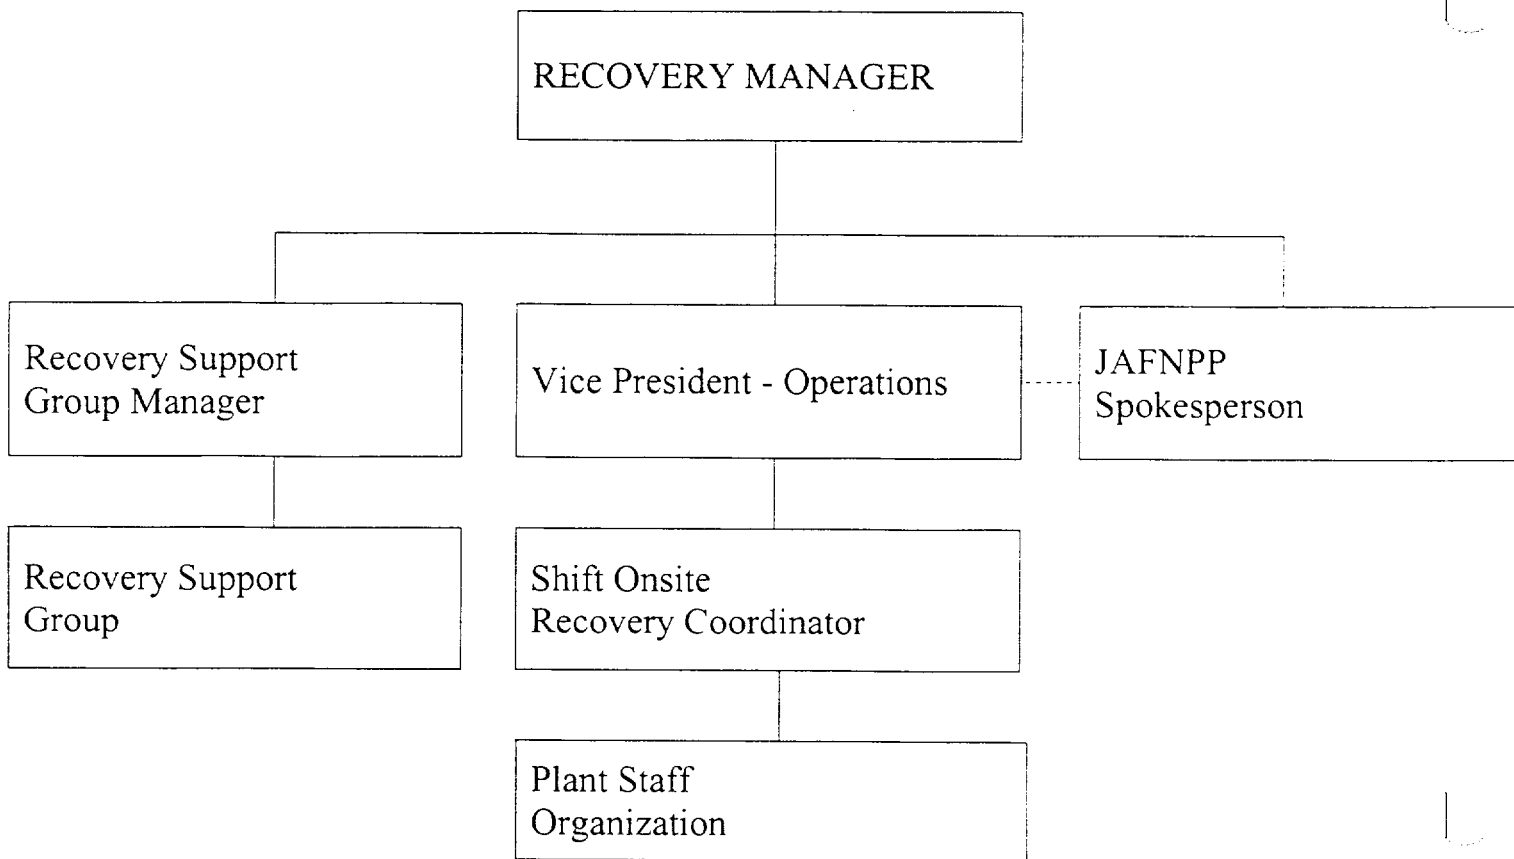 RECOVERY MANAGER
Recovery Support
Group Manager
Vice President - Operations
JAFNPP
Spokesperson
Recovery Support
Group
Shift Onsite
Recovery Coordinator
Plant Staff
Organization